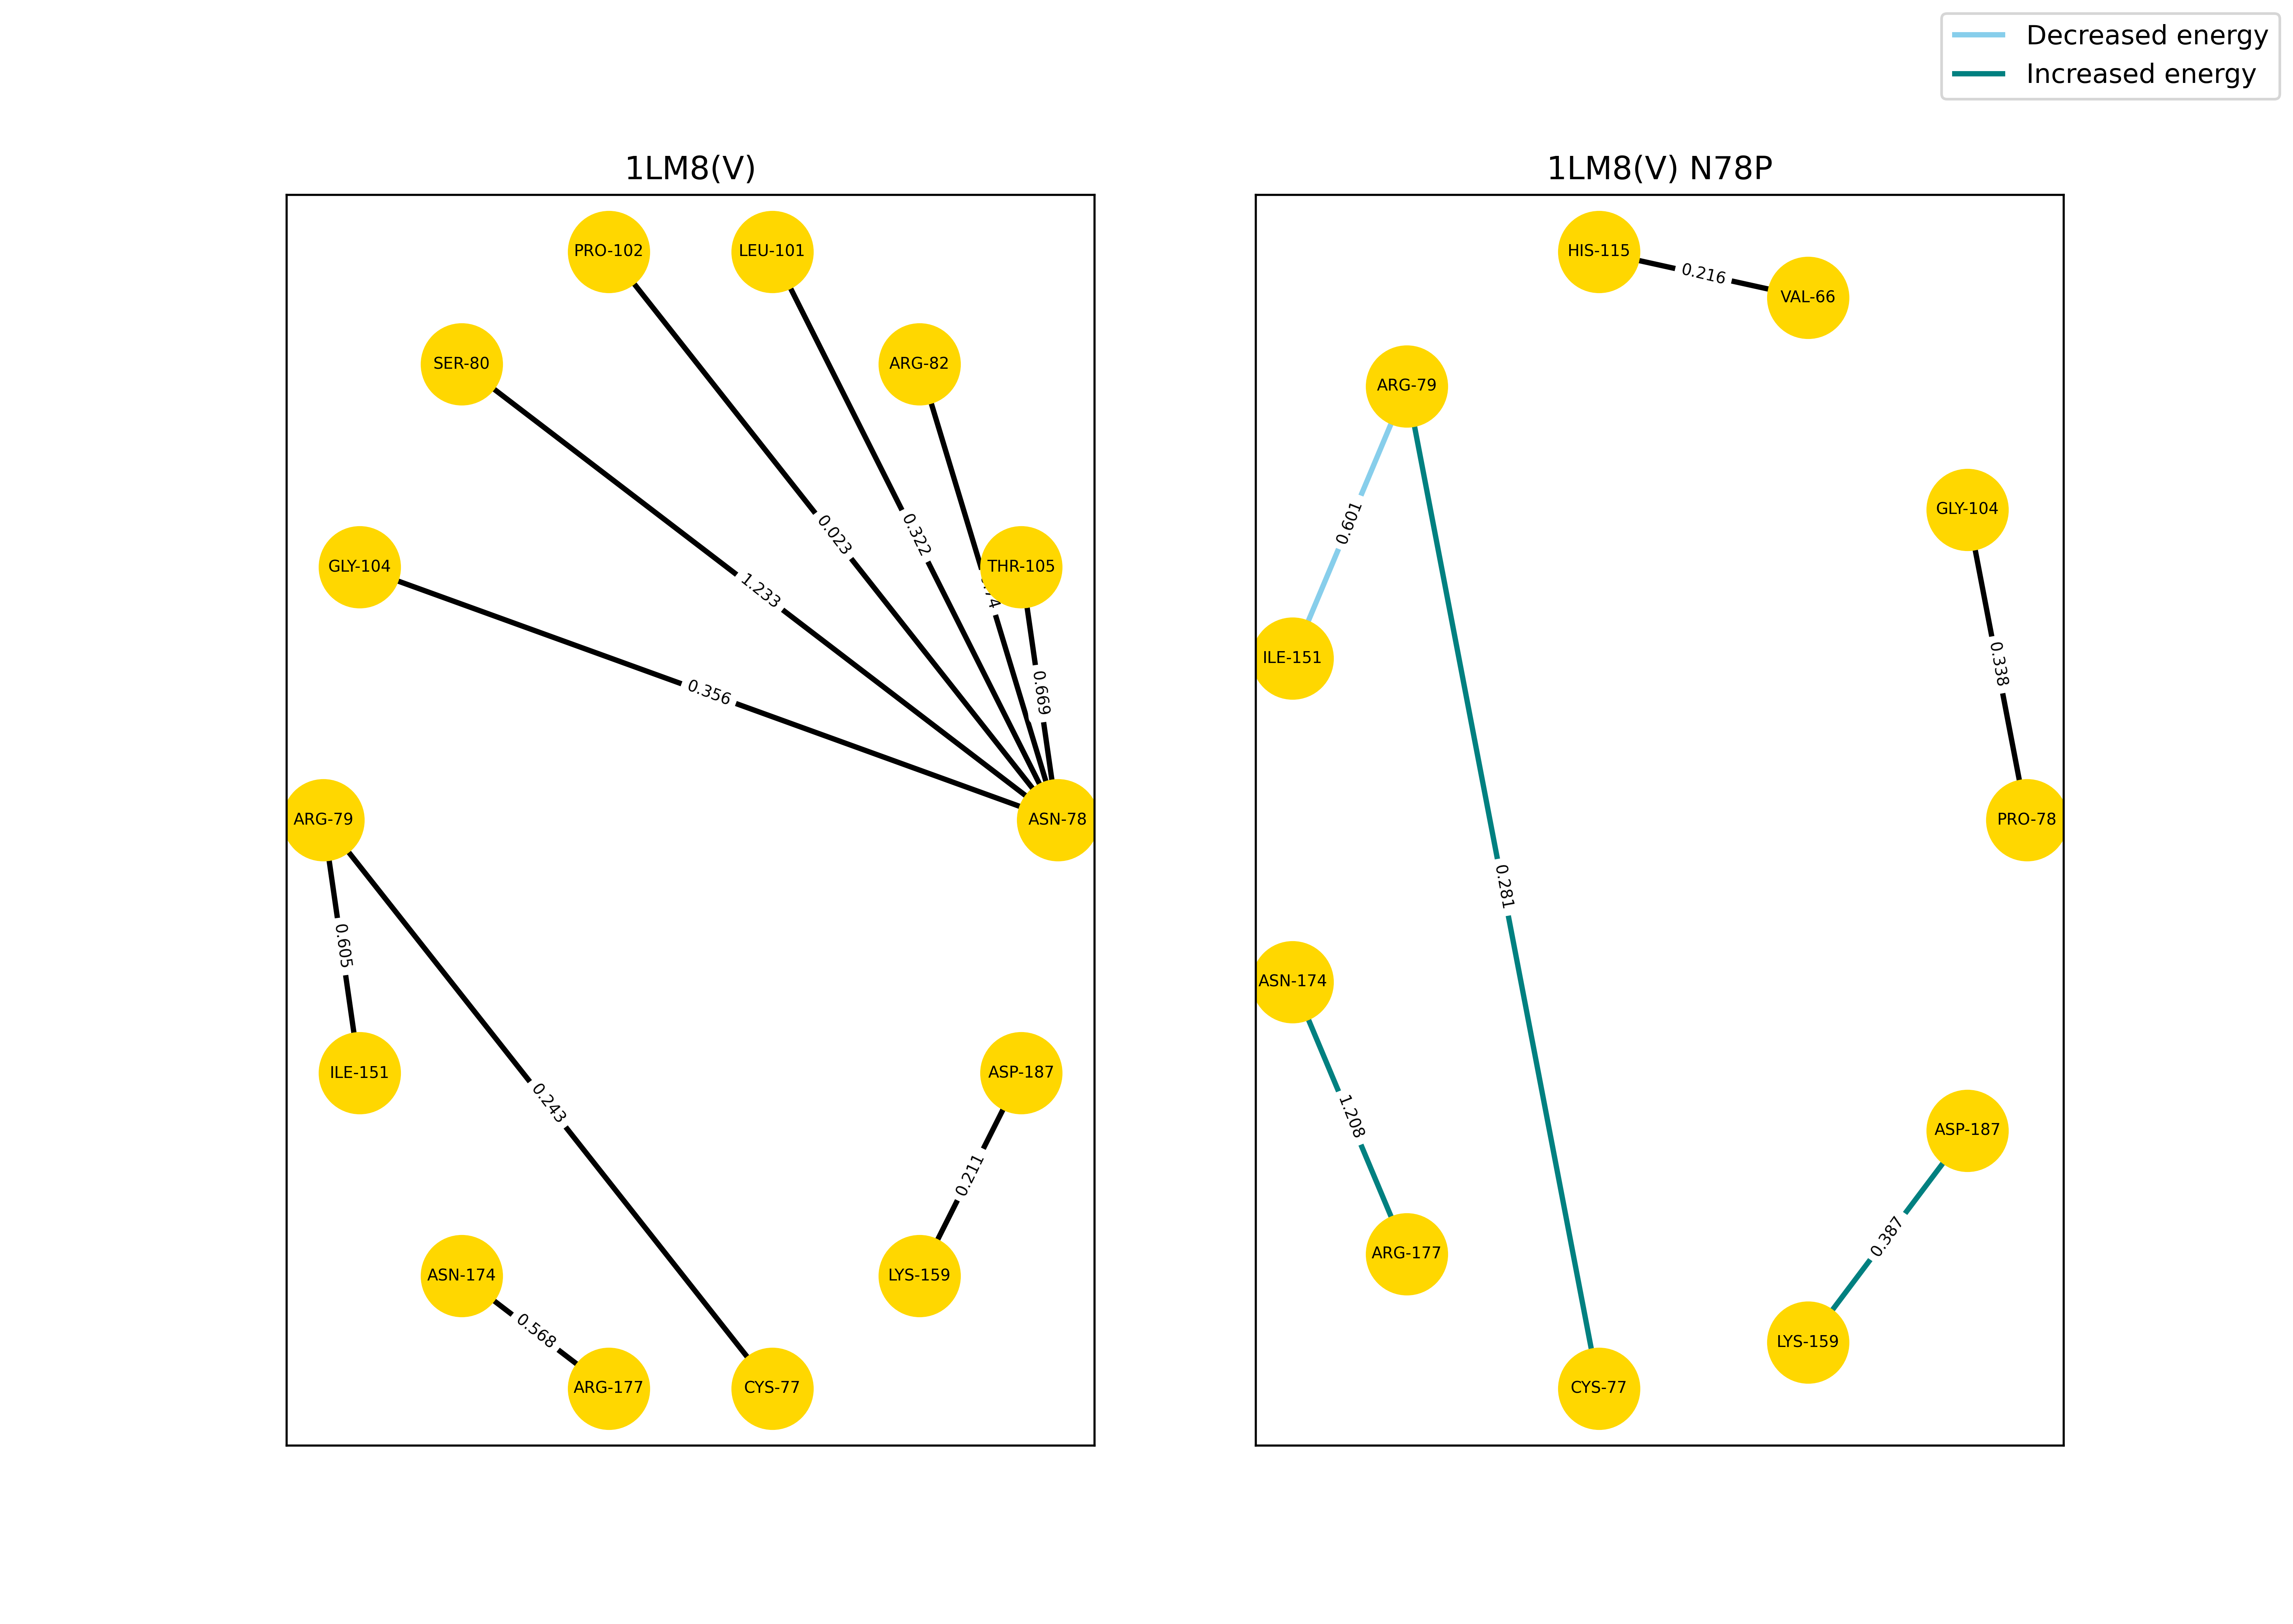 Decreased energy
Increased energy
1LM8(V)
1LM8(V) N78P
PRO-102
LEU-101
SER-80
ARG-82
GLY-104
THR-105
0.023
0.322
1.233
0.669
0.356
ARG-79
ASN-78
0.605
ILE-151
0.243
ASP-187
0.211
ASN-174
LYS-159
0.568
ARG-177
CYS-77
HIS-115
0.216
VAL-66
ARG-79
GLY-104
0.601
ILE-151
0.338
PRO-78
0.281
ASN-174
1.208
ASP-187
0.387
ARG-177
LYS-159
CYS-77